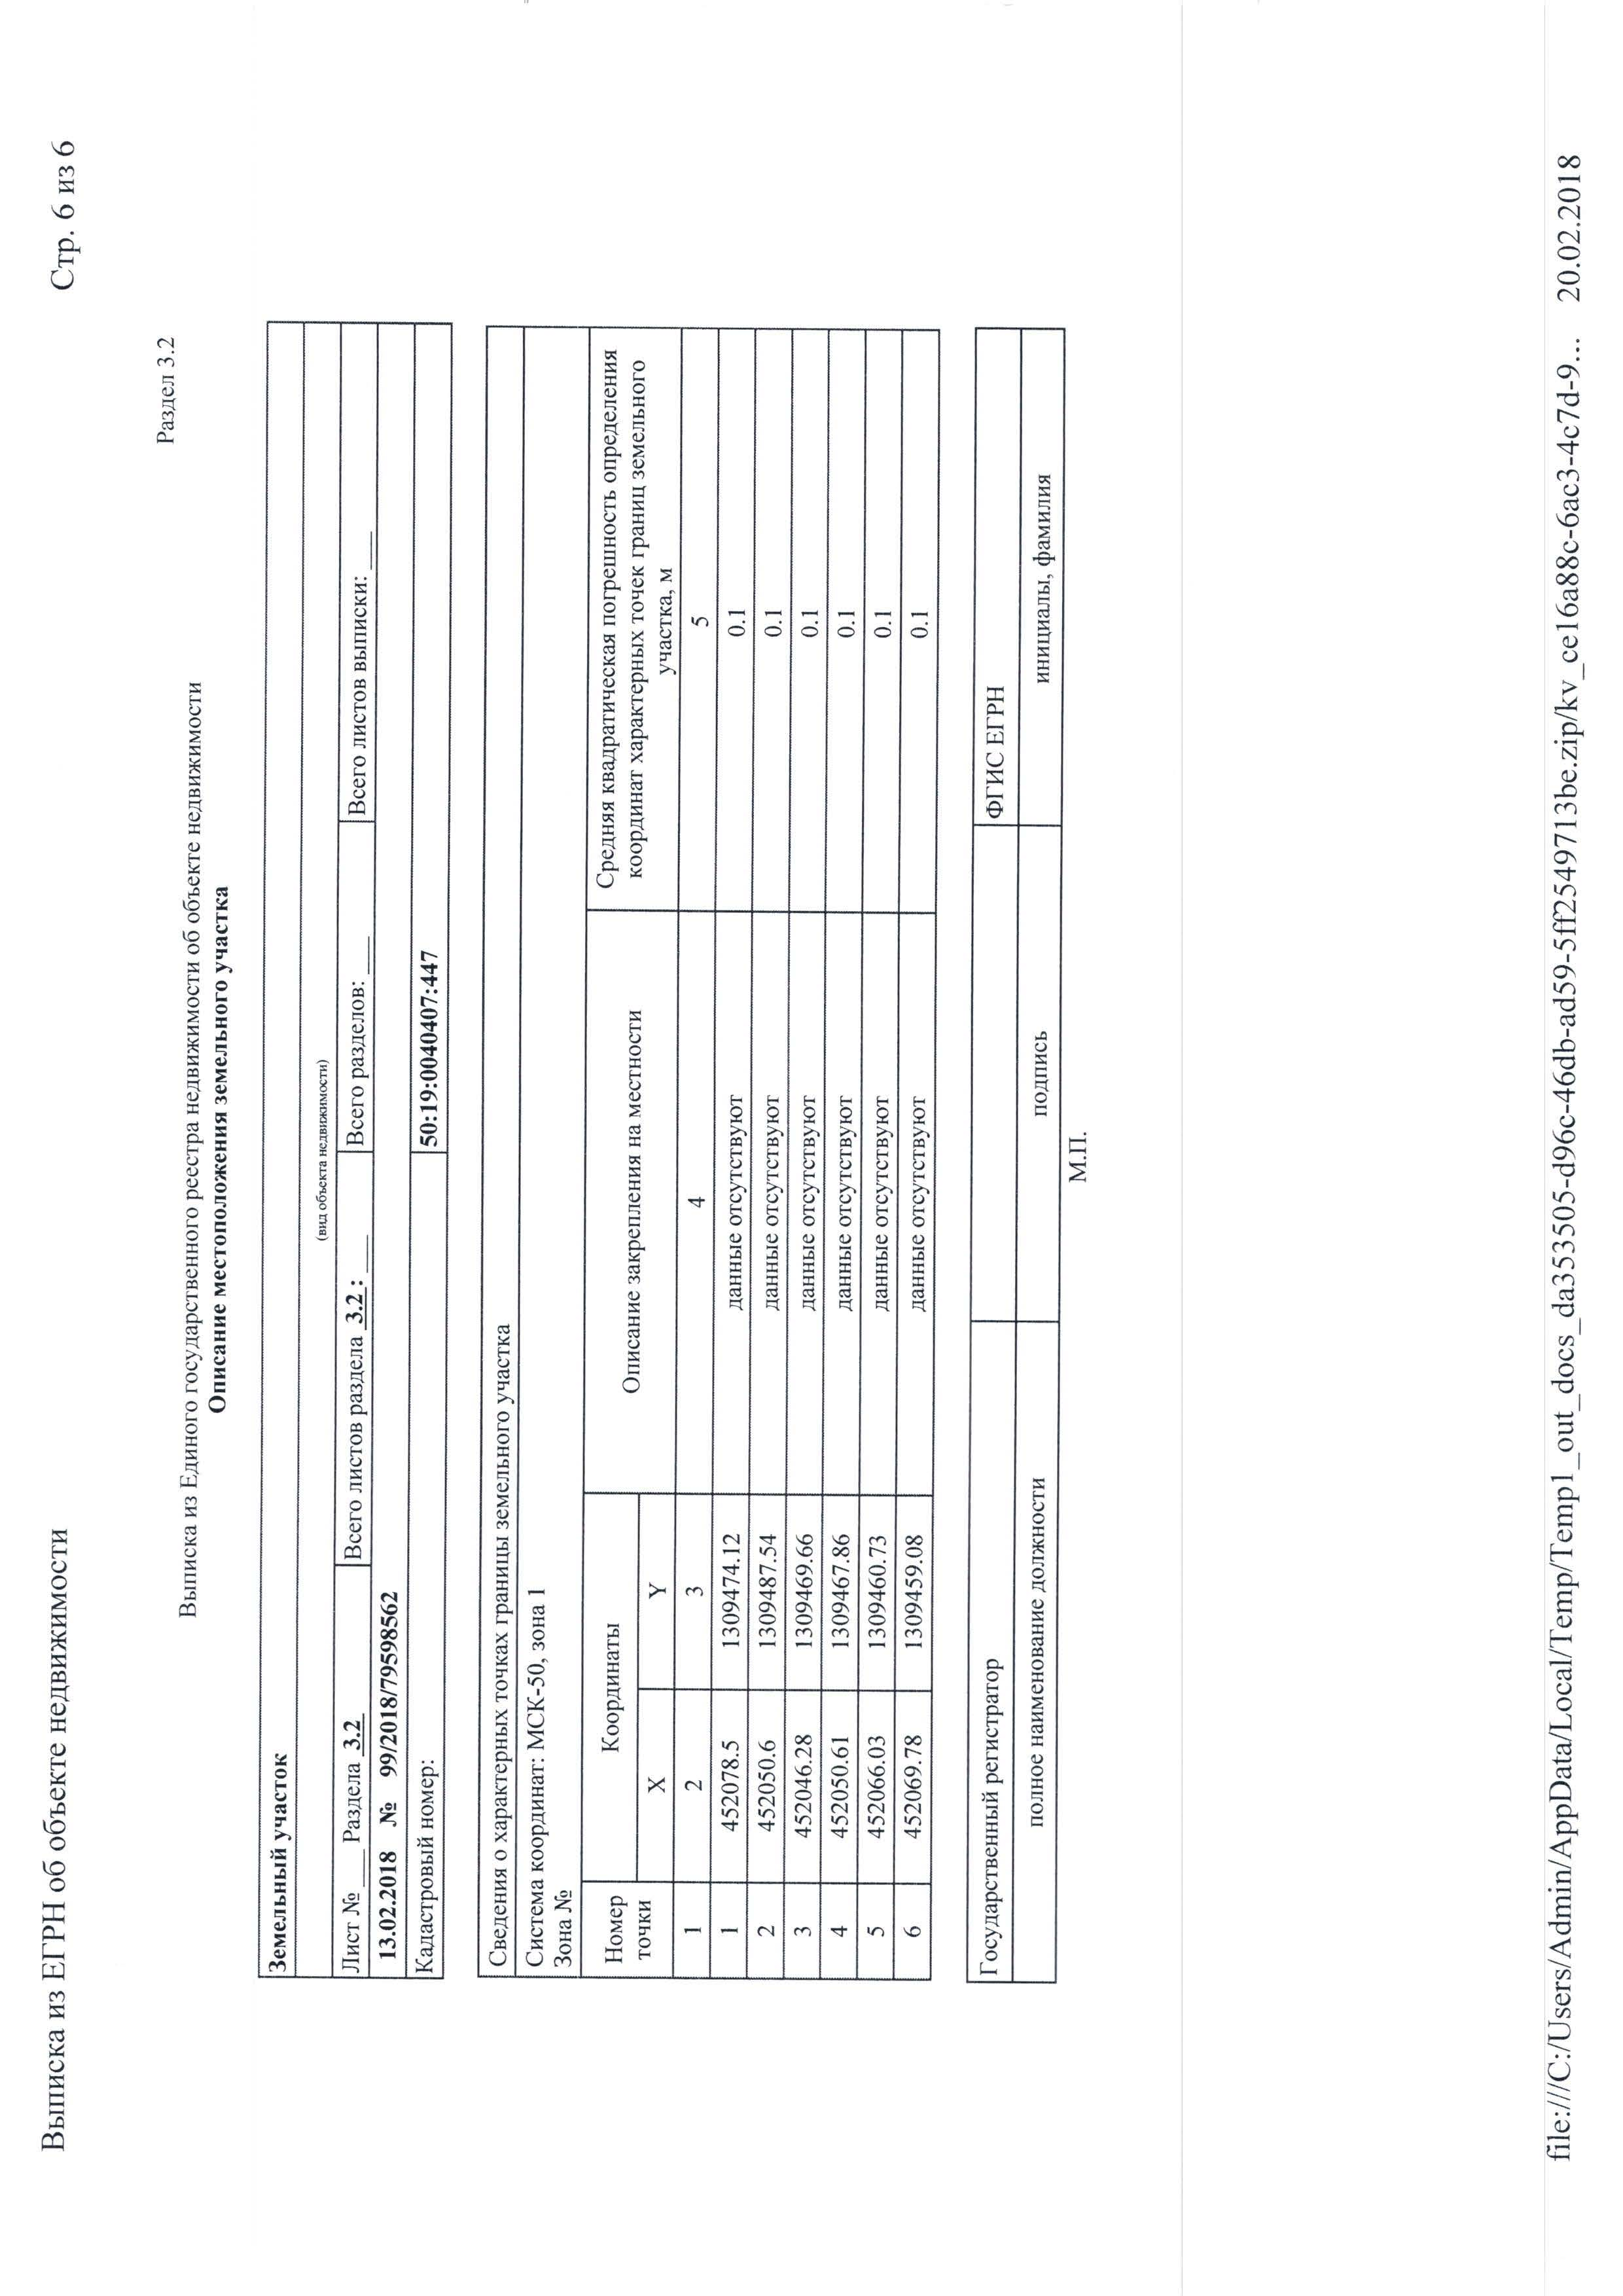 Выписка из ЕГРН об объекте недвижимости Стр. 6 из 6
Раздел 3.2
Выписка из Единого государственного реестра недвижимости об объекте недвижимости
Описание местоположения земельного участка
Земельный участок
(вид объекта недвижимости)
Лист № ___ Раздела 3.2 Всего листов раздела 3.2 : ___ Всего разделов: ___ Всего листов выписки: ___
13.02.2018 № 99/2018/79598562
Кадастровый номер: 50:19:0040407:447
Сведения о характерных точках границы земельного участка
Система координат: МСК-50, зона 1
Зона №
Номер точки Координаты Описание закрепления на местности Средняя квадратическая погрешность определения координат характерных точек границ земельного участка, м
X Y
1 2 3 4 5
1 452078.5 1309474.12 данные отсутствуют 0.1
2 452050.6 1309487.54 данные отсутствуют 0.1
3 452046.28 1309469.66 данные отсутствуют 0.1
4 452050.61 1309467.86 данные отсутствуют 0.1
5 452066.03 1309460.73 данные отсутствуют 0.1
6 452069.78 1309459.08 данные отсутствуют 0.1
Государственный регистратор ФГИС ЕГРН
полное наименование должности подпись инициалы, фамилия
М.П.
file:///C:/Users/Admin/AppData/Local/Temp/Temp1_out_docs_da353505-d96c-46db-ad59-5ff2549713be.zip/kv_ce16a88c-6ac3-4c7d-9... 20.02.2018